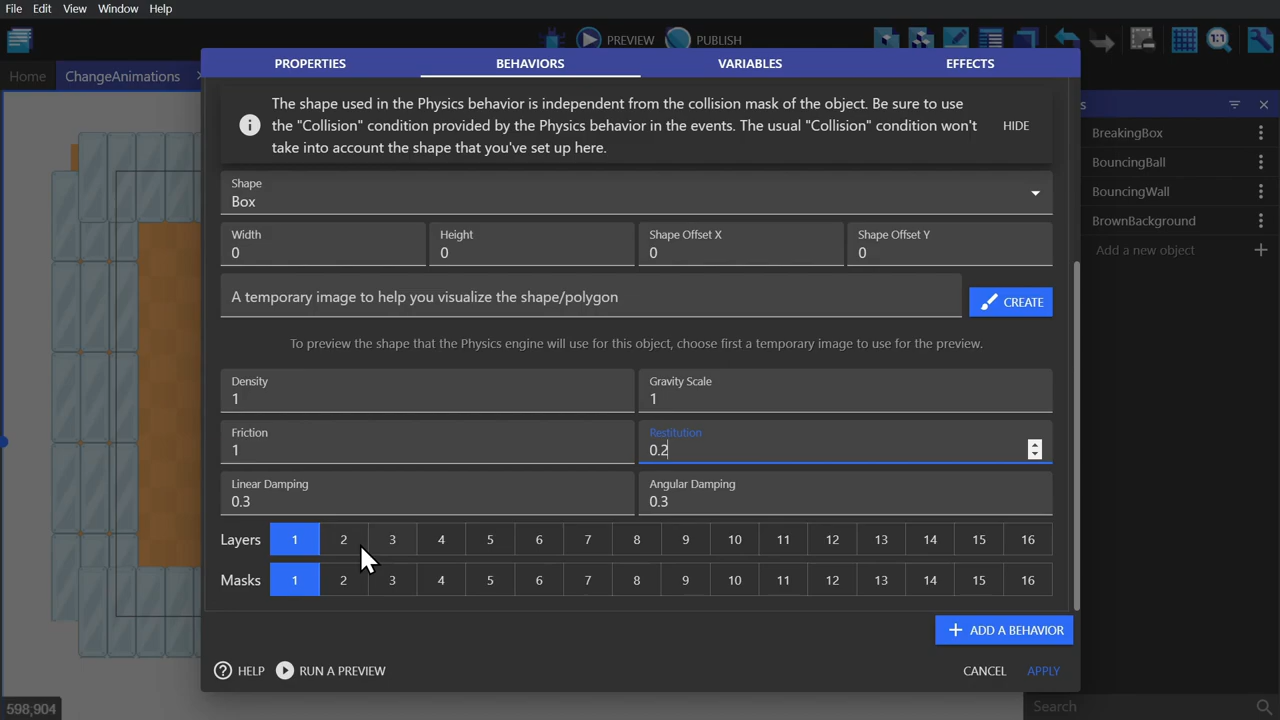 File Edit View Window Help
PREVIEW PUBLISH
Home ChangeAnimations
PROPERTIES BEHAVIORS VARIABLES EFFECTS
The shape used in the Physics behavior is independent from the collision mask of the object. Be sure to use
the "Collision" condition provided by the Physics behavior in the events. The usual "Collision" condition won't
take into account the shape that you've set up here.
HIDE
Shape
Box
Width Height Shape Offset X Shape Offset Y
0 0 0 0
A temporary image to help you visualize the shape/polygon
CREATE
To preview the shape that the Physics engine will use for this object, choose first a temporary image to use for the preview.
Density Gravity Scale
1 1
Friction Restitution
1 0.2
Linear Damping Angular Damping
0.3 0.3
Layers 1 2 3 4 5 6 7 8 9 10 11 12 13 14 15 16
Masks 1 2 3 4 5 6 7 8 9 10 11 12 13 14 15 16
+ ADD A BEHAVIOR
? HELP RUN A PREVIEW CANCEL APPLY
BreakingBox
BouncingBall
BouncingWall
BrownBackground
Add a new object +
1:1
598,904
Search